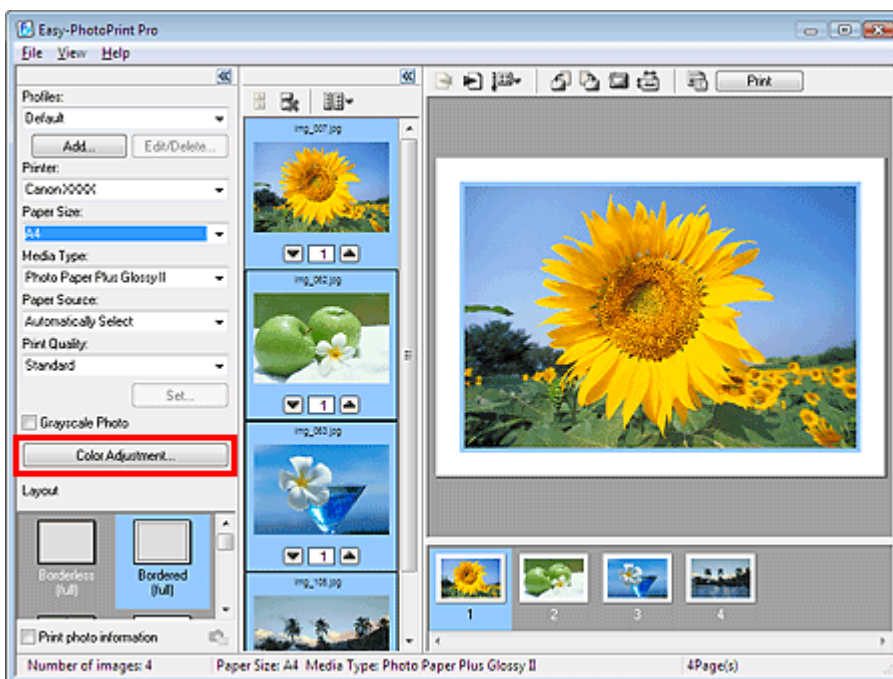 Easy-PhotoPrint Pro
File View Help
Profiles:
Default
Add... Edit/Delete...
Printer:
Canon XXXX
Paper Size:
A4
Media Type:
Photo Paper Plus Glossy II
Paper Source:
Automatically Select
Print Quality:
Standard
Set...
Grayscale Photo
Color Adjustment...
Layout
Borderless
(full)
Bordered
(full)
Print photo information
img_007.jpg
1
img_062.jpg
1
img_063.jpg
1
img_108.jpg
Print
1 2 3 4
Number of images: 4 Paper Size: A4 Media Type: Photo Paper Plus Glossy II 4Page(s)